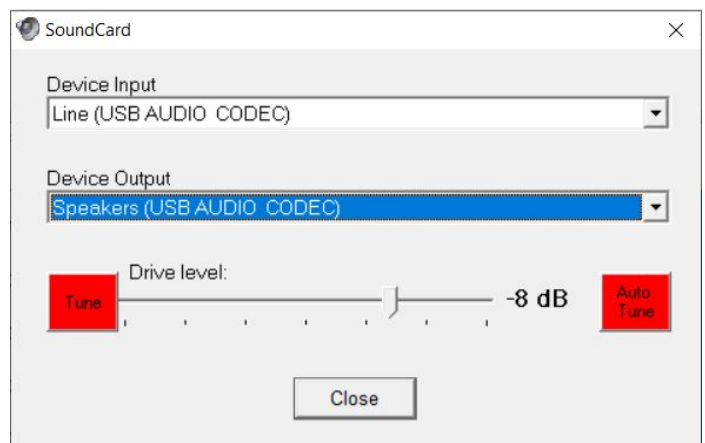 SoundCard
Device Input
Line (USB AUDIO  CODEC)
Device Output
Speakers (USB AUDIO  CODEC)
Drive level:
Tune
-8 dB
Auto
Tune
Close